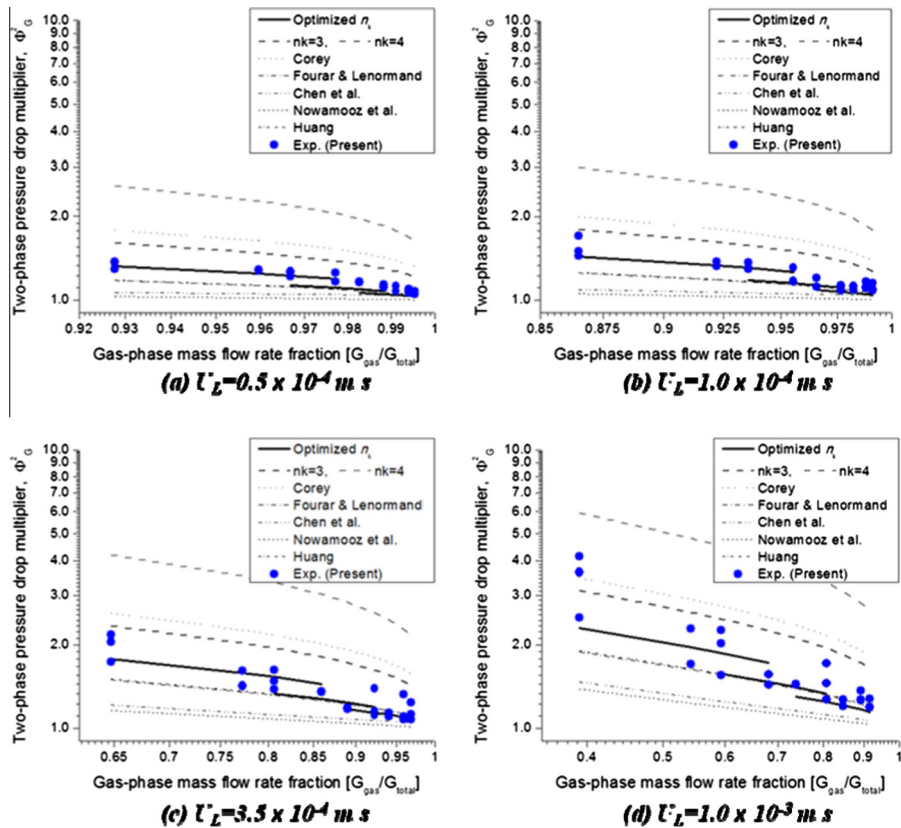 Two-phase pressure drop multiplier, Φ²G
10.0
9.0
8.0
7.0
6.0
5.0
4.0
3.0
2.0
1.0
Optimized nk
nk=3, nk=4
Corey
Fourar & Lenormand
Chen et al.
Nowamooz et al.
Huang
Exp. (Present)
0.92 0.93 0.94 0.95 0.96 0.97 0.98 0.99 1
Gas-phase mass flow rate fraction [Ggas/Gtotal]
(a) UL=0.5 x 10-4 m s
Two-phase pressure drop multiplier, Φ²G
10.0
9.0
8.0
7.0
6.0
5.0
4.0
3.0
2.0
1.0
Optimized nk
nk=3, nk=4
Corey
Fourar & Lenormand
Chen et al.
Nowamooz et al.
Huang
Exp. (Present)
0.85 0.875 0.9 0.925 0.95 0.975 1
Gas-phase mass flow rate fraction [Ggas/Gtotal]
(b) UL=1.0 x 10-4 m s
Two-phase pressure drop multiplier, Φ²G
10.0
9.0
8.0
7.0
6.0
5.0
4.0
3.0
2.0
1.0
Optimized nk
nk=3, nk=4
Corey
Fourar & Lenormand
Chen et al.
Nowamooz et al.
Huang
Exp. (Present)
0.65 0.7 0.75 0.8 0.85 0.9 0.95 1
Gas-phase mass flow rate fraction [Ggas/Gtotal]
(c) UL=3.5 x 10-4 m s
Two-phase pressure drop multiplier, Φ²G
10.0
9.0
8.0
7.0
6.0
5.0
4.0
3.0
2.0
1.0
Optimized nk
nk=3, nk=4
Corey
Fourar & Lenormand
Chen et al.
Nowamooz et al.
Huang
Exp. (Present)
0.4 0.5 0.6 0.7 0.8 0.9 1
Gas-phase mass flow rate fraction [Ggas/Gtotal]
(d) UL=1.0 x 10-3 m s